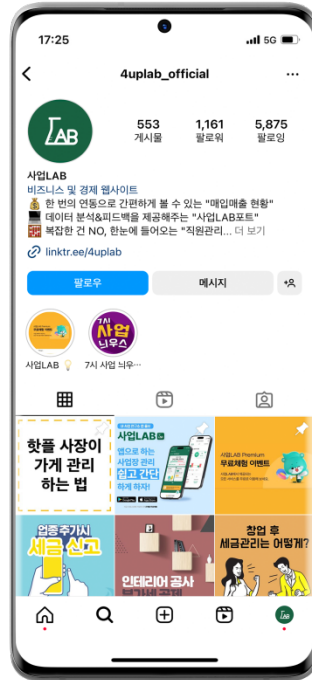 17:25
5G
4uplab_official
LAB
553
1,161
5,875
게시물
팔로워
팔로잉
사업LAB
비즈니스 및 경제 웹사이트
한 번의 연동으로 간편하게 볼 수 있는 "매입매출 현황"
데이터 분석&피드백을 제공해주는 "사업LAB포트"
복잡한 건 NO, 한눈에 들어오는 "직원관리... 더 보기
linktr.ee/4uplab
팔로우
메시지
7시
사업
늬우스
사업LAB
7시 사업 늬우…
핫플 사장이
가게 관리
하는 법
사업LAB
앱으로 하는
사업장 관리
쉽고 간단
하게 하자!
사업LAB Premium
무료체험 이벤트
업종추가시
세금 신고
인테리어 공사
부가세 공제
창업 후
세금관리는 어떻게?